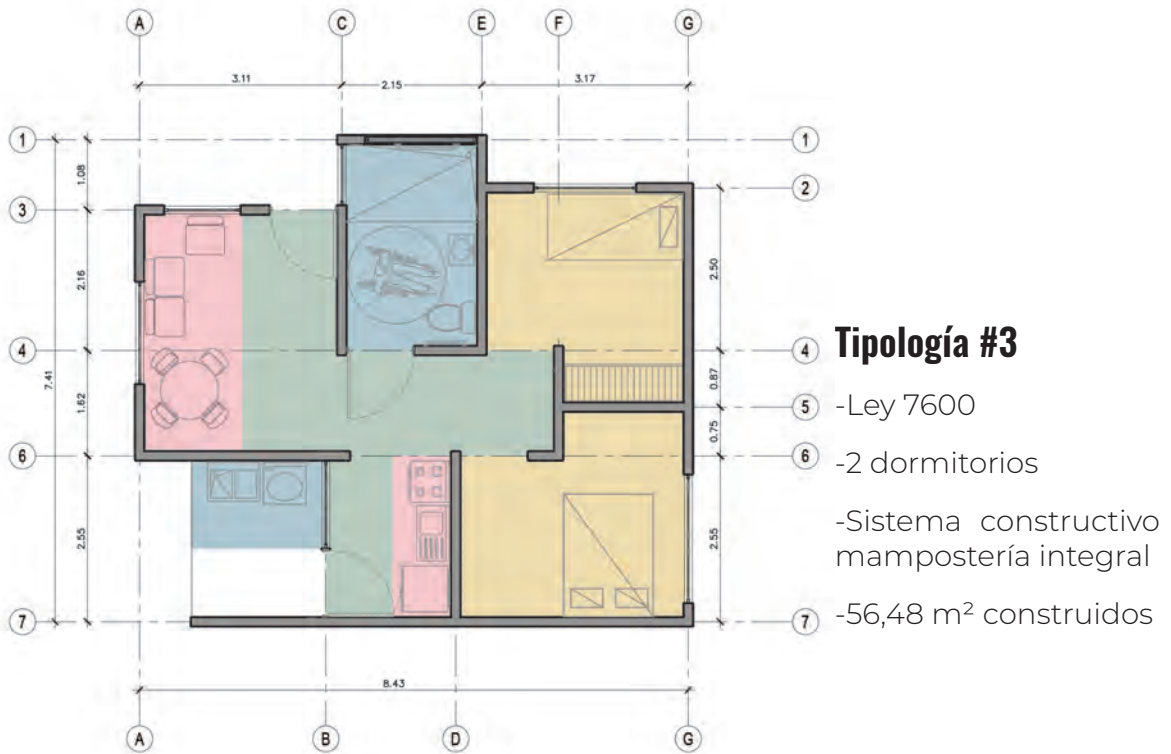 A C E F G
3.11 2.15 3.17
1 1
2
1.08
3
2.16 2.50
4 4
7.41
1.62 0.87
5
0.75
6 6
2.55 2.55
7 7
8.43
A B D G
Tipología #3
-Ley 7600
-2 dormitorios
-Sistema constructivo
mampostería integral
-56,48 m² construidos